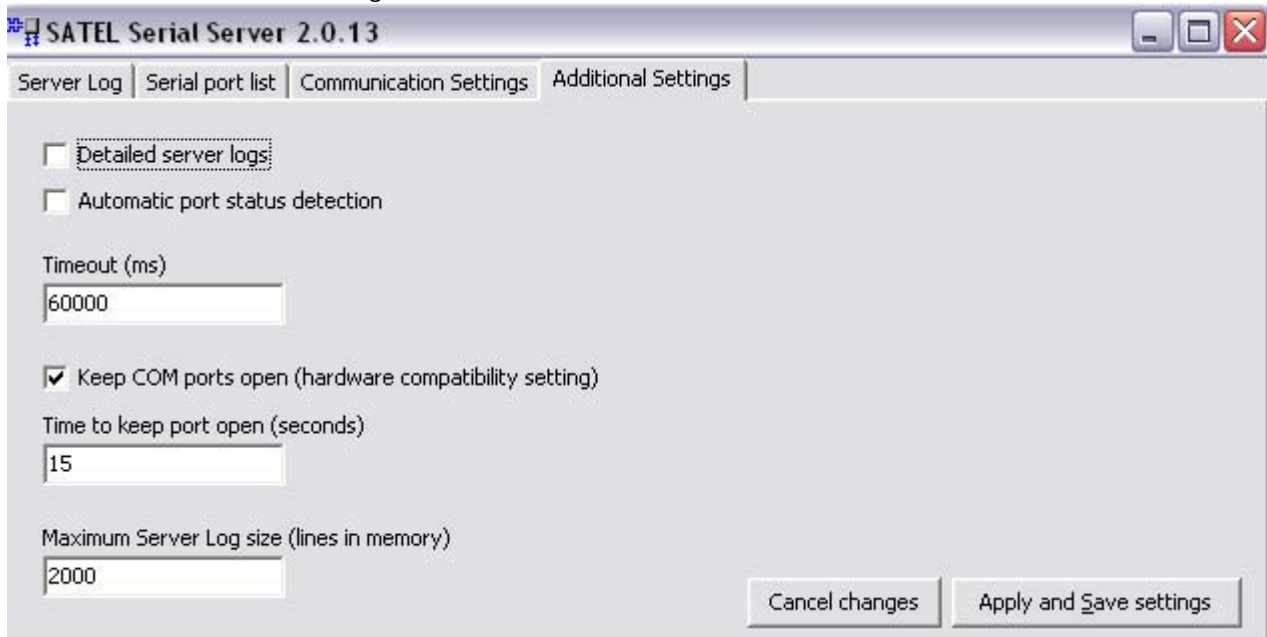 SATEL Serial Server 2.0.13
Server Log Serial port list Communication Settings Additional Settings
Detailed server logs
Automatic port status detection
Timeout (ms)
60000
Keep COM ports open (hardware compatibility setting)
Time to keep port open (seconds)
15
Maximum Server Log size (lines in memory)
2000
Cancel changes Apply and Save settings